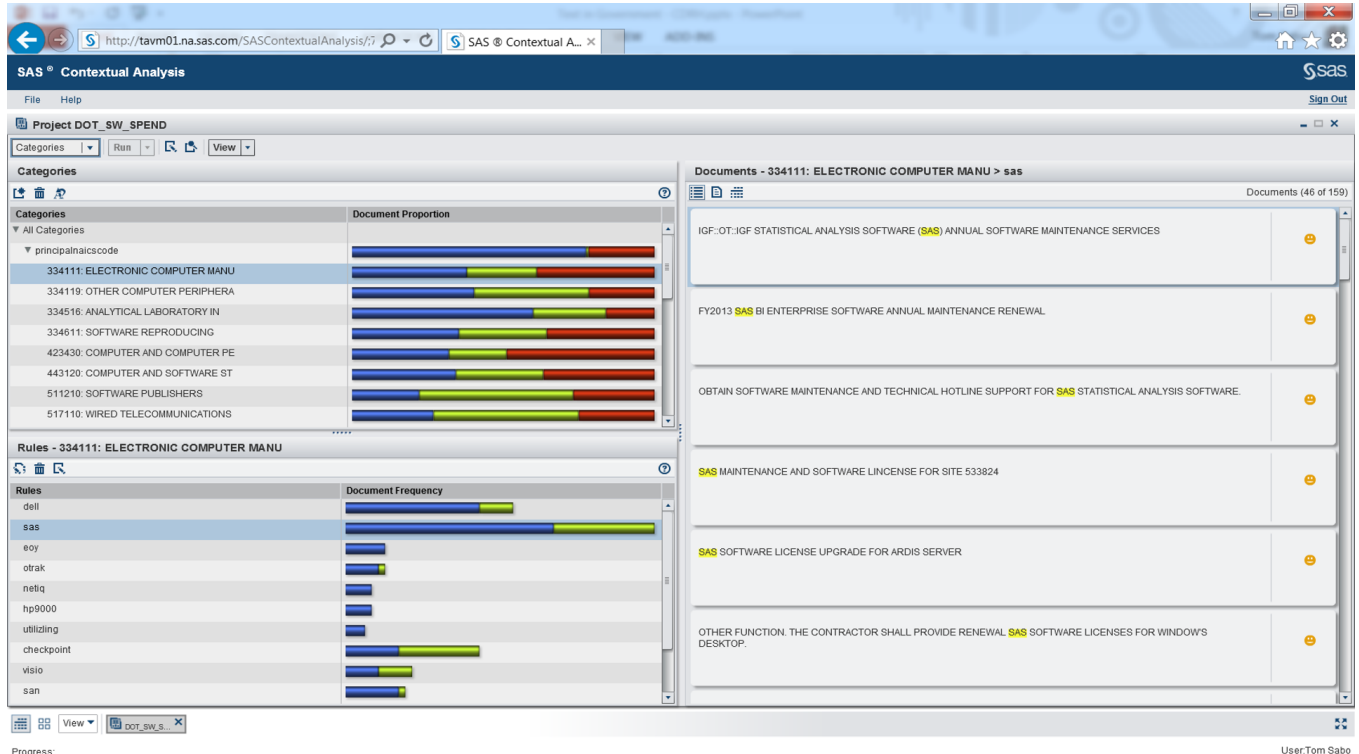 http://tavm01.na.sas.com/SASContextualAnalysis/;7
SAS ® Contextual A...
SAS ® Contextual Analysis
sas
File Help
Sign Out
Project DOT_SW_SPEND
Categories Run View
Categories
Documents - 334111: ELECTRONIC COMPUTER MANU > sas
Documents (46 of 159)
Categories Document Proportion
All Categories
principalnaicscode
334111: ELECTRONIC COMPUTER MANU
334119: OTHER COMPUTER PERIPHERA
334516: ANALYTICAL LABORATORY IN
334611: SOFTWARE REPRODUCING
423430: COMPUTER AND COMPUTER PE
443120: COMPUTER AND SOFTWARE ST
511210: SOFTWARE PUBLISHERS
517110: WIRED TELECOMMUNICATIONS
Rules - 334111: ELECTRONIC COMPUTER MANU
Rules Document Frequency
dell
sas
eoy
otrak
netiq
hp9000
utilizling
checkpoint
visio
san
IGF::OT::IGF STATISTICAL ANALYSIS SOFTWARE (SAS) ANNUAL SOFTWARE MAINTENANCE SERVICES
FY2013 SAS BI ENTERPRISE SOFTWARE ANNUAL MAINTENANCE RENEWAL
OBTAIN SOFTWARE MAINTENANCE AND TECHNICAL HOTLINE SUPPORT FOR SAS STATISTICAL ANALYSIS SOFTWARE.
SAS MAINTENANCE AND SOFTWARE LINCENSE FOR SITE 533824
SAS SOFTWARE LICENSE UPGRADE FOR ARDIS SERVER
OTHER FUNCTION. THE CONTRACTOR SHALL PROVIDE RENEWAL SAS SOFTWARE LICENSES FOR WINDOW'S
DESKTOP.
View DOT_SW_S...
Progress:
User:Tom Sabo